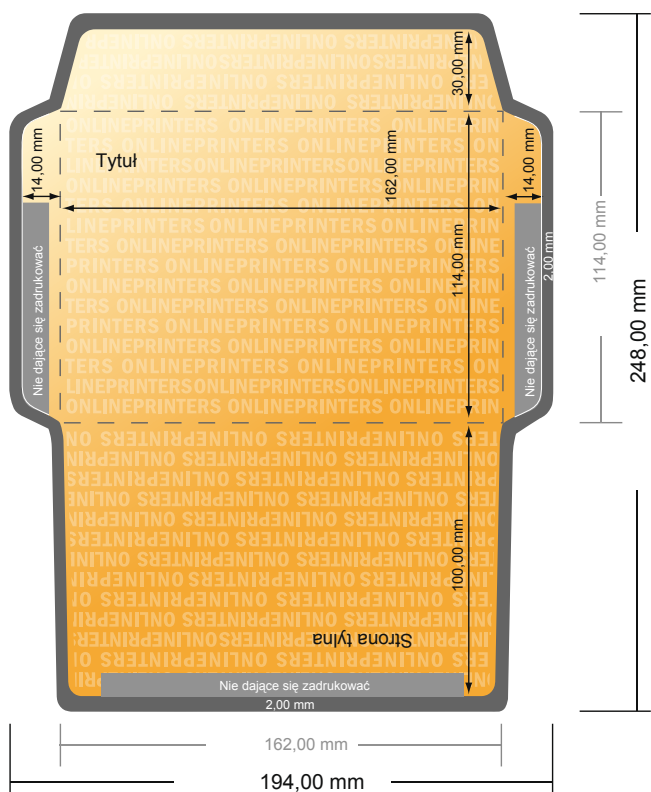 30,00 mm
ONLINEPRINTERS ONLINEPRINTERS
Tytuł
14,00 mm
162,00 mm
14,00 mm
114,00 mm
Nie dające się zadrukować
Nie dające się zadrukować
2,00 mm
114,00 mm
248,00 mm
100,00 mm
Strona tylna
Nie dające się zadrukować
2,00 mm
162,00 mm
194,00 mm